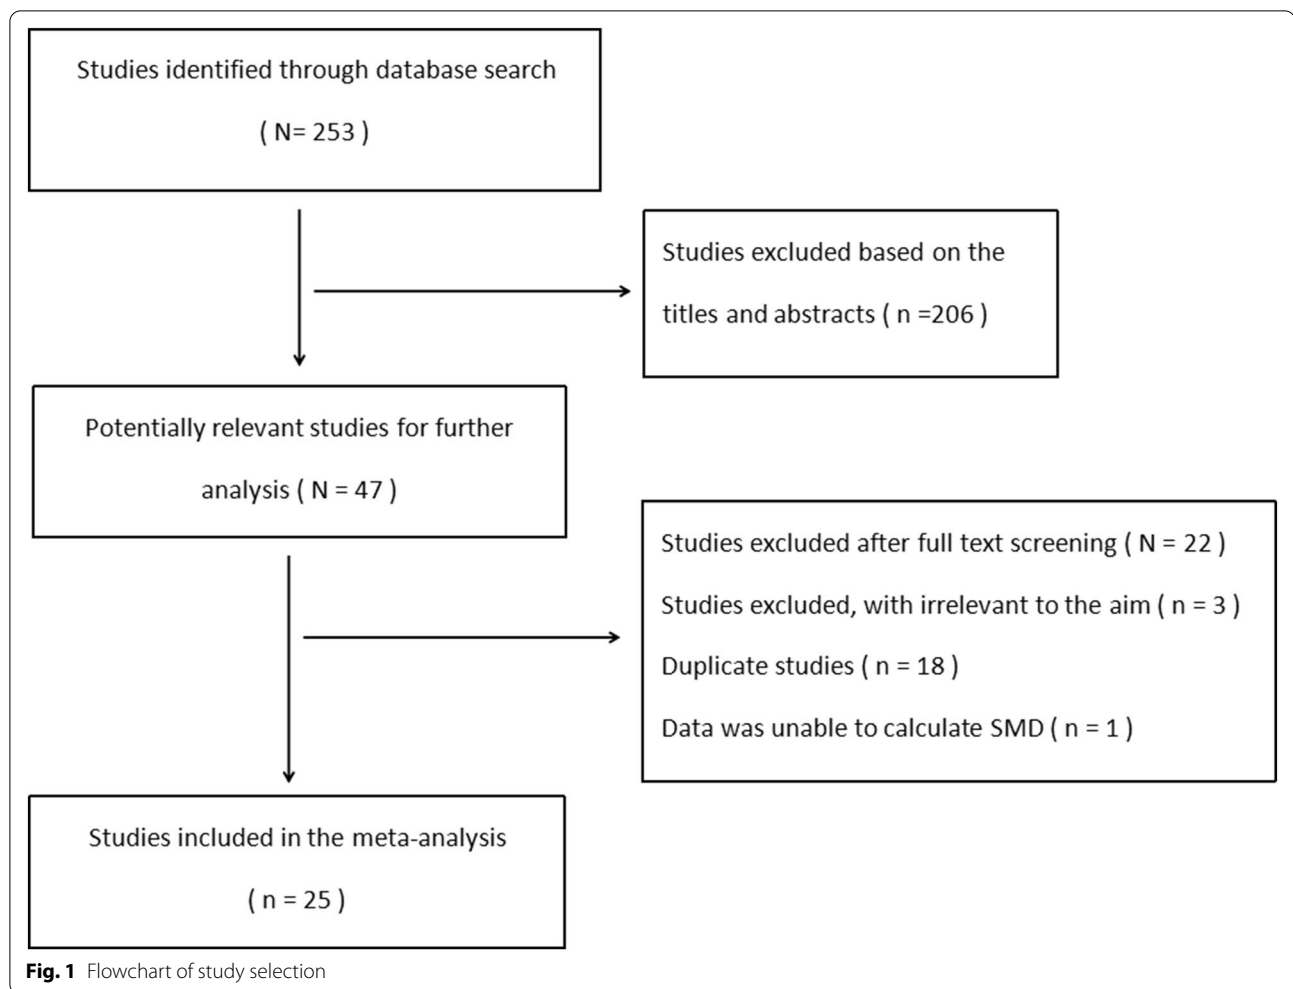 Studies identified through database search
( N= 253 )
Studies excluded based on the
titles and abstracts ( n =206 )
Potentially relevant studies for further
analysis ( N = 47 )
Studies excluded after full text screening ( N = 22 )
Studies excluded, with irrelevant to the aim ( n = 3 )
Duplicate studies ( n = 18 )
Data was unable to calculate SMD ( n = 1 )
Studies included in the meta-analysis
( n = 25 )
Fig. 1 Flowchart of study selection